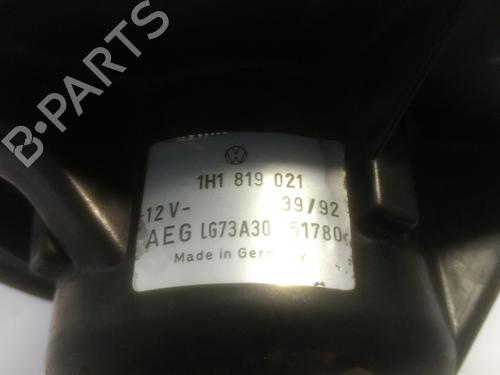 B-PARTS
1H1 819 021
12V- 39/92
AEG LG73A30 51780
Made in Germany